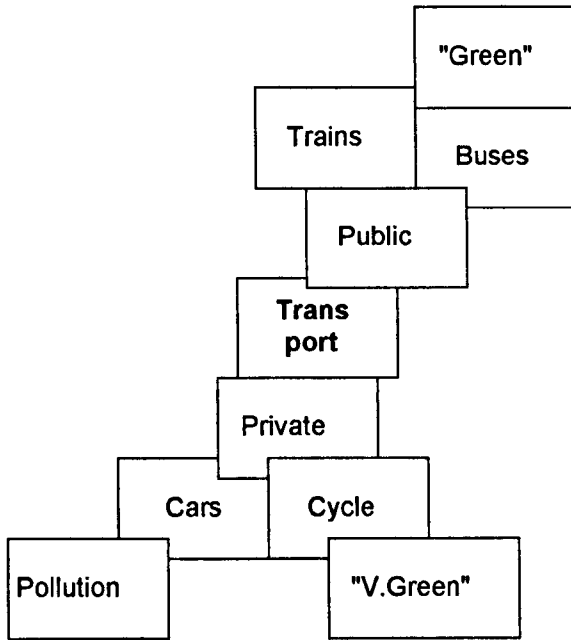 "Green"
Trains
Buses
Public
Trans
port
Private
Cars
Cycle
Pollution
"V.Green"